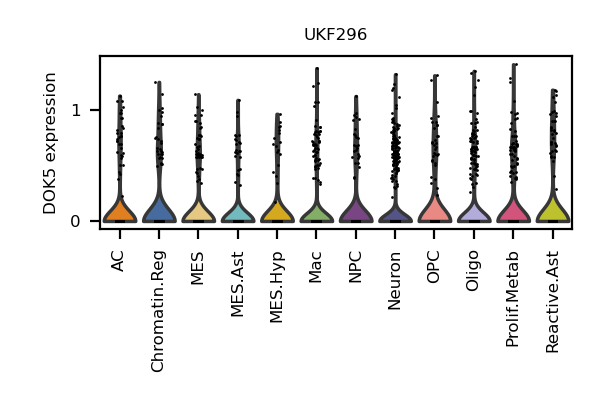 UKF296
DOK5 expression
1
0
AC
Chromatin.Reg
MES
MES.Ast
MES.Hyp
Mac
NPC
Neuron
OPC
Oligo
Prolif.Metab
Reactive.Ast